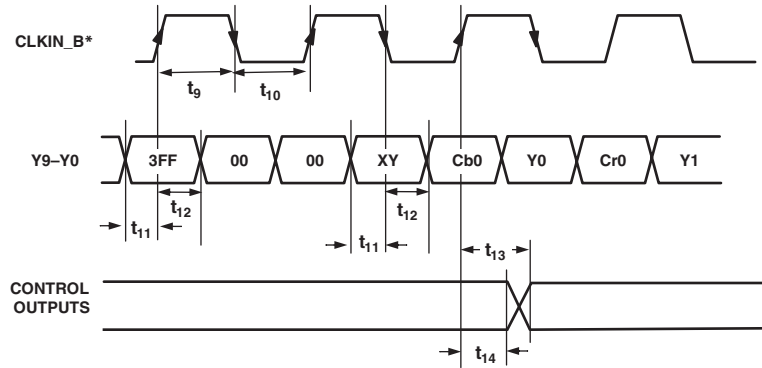 CLKIN_B*
t9
t10
Y9–Y0
3FF
00
00
XY
Cb0
Y0
Cr0
Y1
t12
t12
t11
t11
t13
CONTROL
OUTPUTS
t14